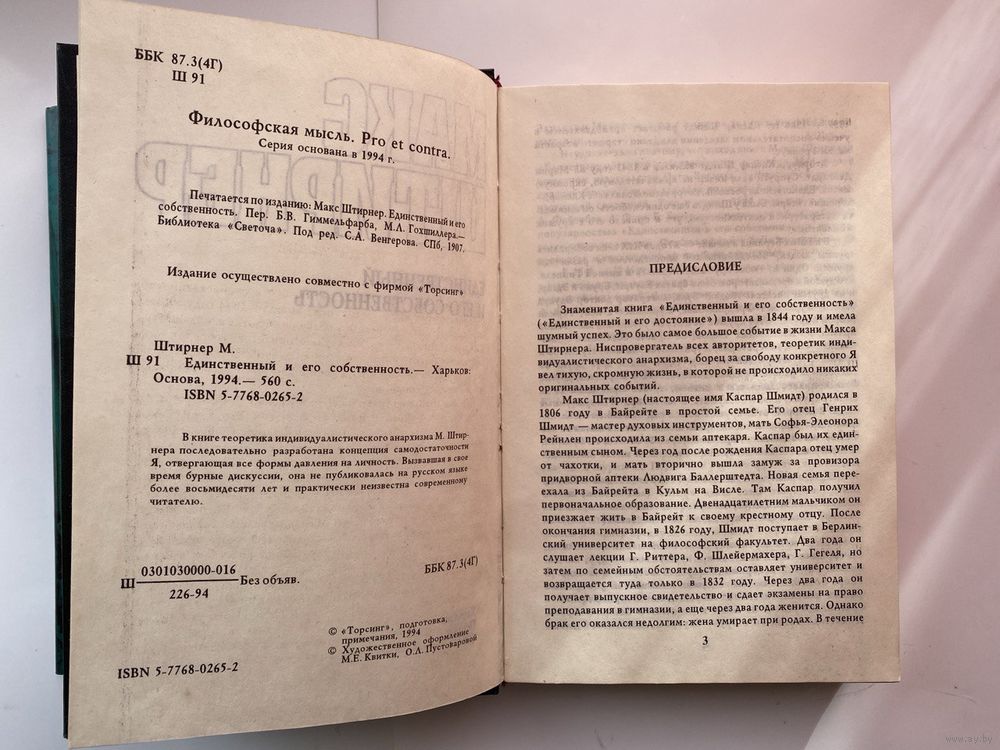 ББК 87.3(4Г)
Ш 91
Философская мысль. Pro et contra.
Серия основана в 1994 г.
Печатается по изданию: Макс Штирнер. Единственный и его
собственность. Пер. Б.В. Гиммельфарба, М.Л. Гохшиллера.—
Библиотека «Светоча». Под ред. С.А. Венгерова. СПб, 1907.
Издание осуществлено совместно с фирмой «Торсинг»
Штирнер М.
Ш 91 Единственный и его собственность.— Харьков:
Основа, 1994.— 560 с.
ISBN 5-7768-0265-2
В книге теоретика индивидуалистического анархизма М. Штир-
нера последовательно разработана концепция самодостаточности
Я, отвергающая все формы давления на личность. Вызвавшая в свое
время бурные дискуссии, она не публиковалась на русском языке
более восьмидесяти лет и практически неизвестна современному
читателю.
Ш 0301030000-016 Без объяв.
226-94
ББК 87.3(4Г)
© «Торсинг», подготовка,
примечания, 1994
© Художественное оформление
М.Е. Квитки, О.Л. Пустоваровой
ISBN 5-7768-0265-2
ПРЕДИСЛОВИЕ
Знаменитая книга «Единственный и его собственность»
(«Единственный и его достояние») вышла в 1844 году и имела
шумный успех. Это было самое большое событие в жизни Макса
Штирнера. Ниспровергатель всех авторитетов, теоретик инди-
видуалистического анархизма, борец за свободу конкретного Я
вел тихую, скромную жизнь, в которой не происходило никаких
оригинальных событий.
Макс Штирнер (настоящее имя Каспар Шмидт) родился в
1806 году в Байрейте в простой семье. Его отец Генрих
Шмидт — мастер духовных инструментов, мать Софья-Элеонора
Рейнлен происходила из семьи аптекаря. Каспар был их един-
ственным сыном. Через год после рождения Каспара отец умер
от чахотки, и мать вторично вышла замуж за провизора
придворной аптеки Людвига Баллерштедта. Новая семья пере-
ехала из Байрейта в Кульм на Висле. Там Каспар получил
первоначальное образование. Двенадцатилетним мальчиком он
приезжает жить в Байрейт к своему крестному отцу. После
окончания гимназии, в 1826 году, Шмидт поступает в Берлин-
ский университет на философский факультет. Два года он
слушает лекции Г. Риттера, Ф. Шлейермахера, Г. Гегеля, но
затем по семейным обстоятельствам оставляет университет и
возвращается туда только в 1832 году. Через два года он
получает выпускное свидетельство и сдает экзамены на право
преподавания в гимназии, а еще через два года женится. Однако
брак его оказался недолгим: жена умирает при родах. В течение
3
www.ay.by